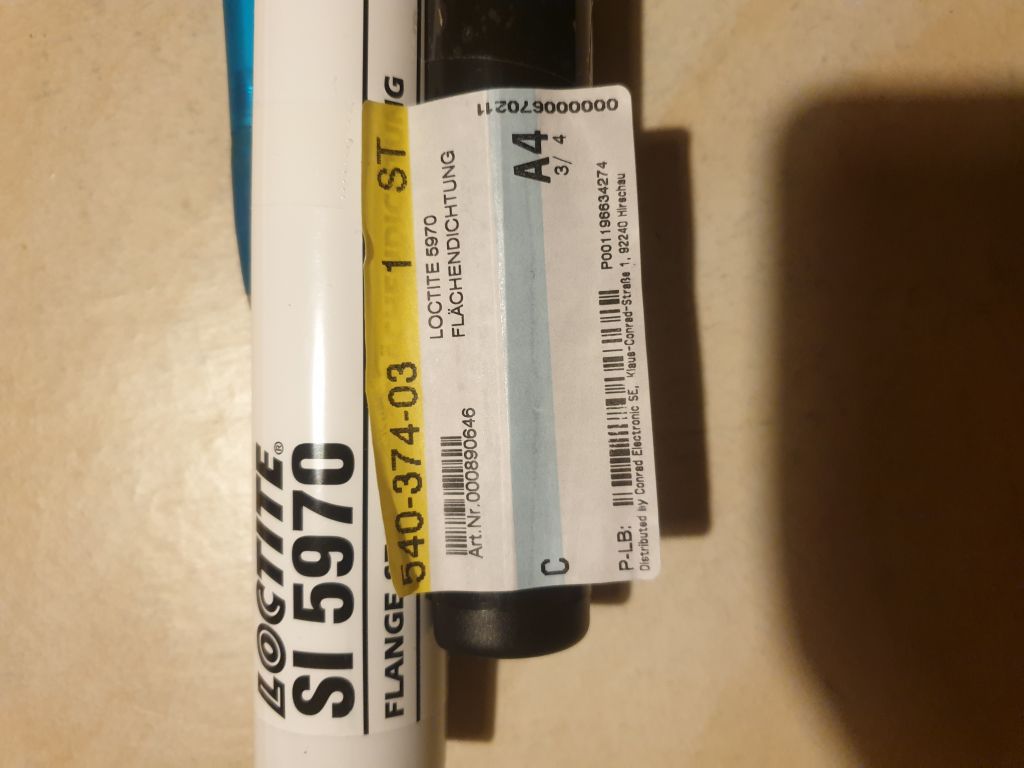 LOCTITE®
SI 5970
FLANGE
540-374-03 1 ST
LOCTITE 5970
FLÄCHENDICHTUNG
Art.Nr.000890646
C
A4
3/ 4
000000670211
P-LB: P001196634274
Distributed by Conrad Electronic SE, Klaus-Conrad-Straße 1, 92240 Hirschau